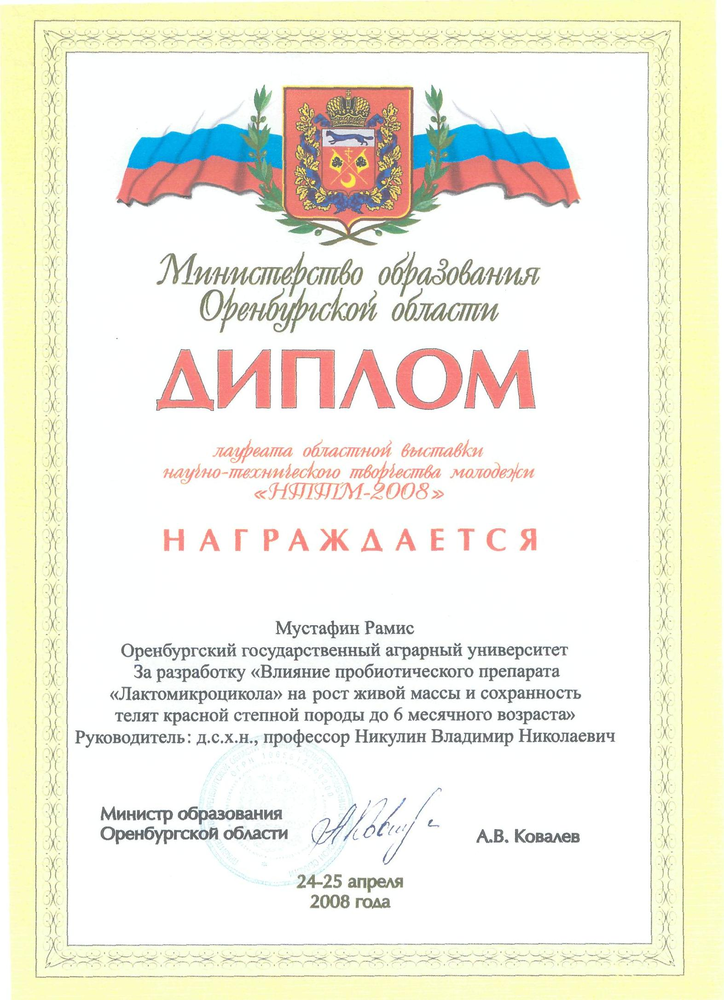 Министерство образования
Оренбургской области
ДИПЛОМ
лауреата областной выставки
научно-технического творчества молодежи
«НТТМ-2008»
НАГРАЖДАЕТСЯ
Мустафин Рамис
Оренбургский государственный аграрный университет
За разработку «Влияние пробиотического препарата
«Лактомикроцикола» на рост живой массы и сохранность
телят красной степной породы до 6 месячного возраста»
Руководитель: д.с.х.н., профессор Никулин Владимир Николаевич
ОГРН 1065612000200
Министр образования
Оренбургской области
А.В. Ковалев
24-25 апреля
2008 года